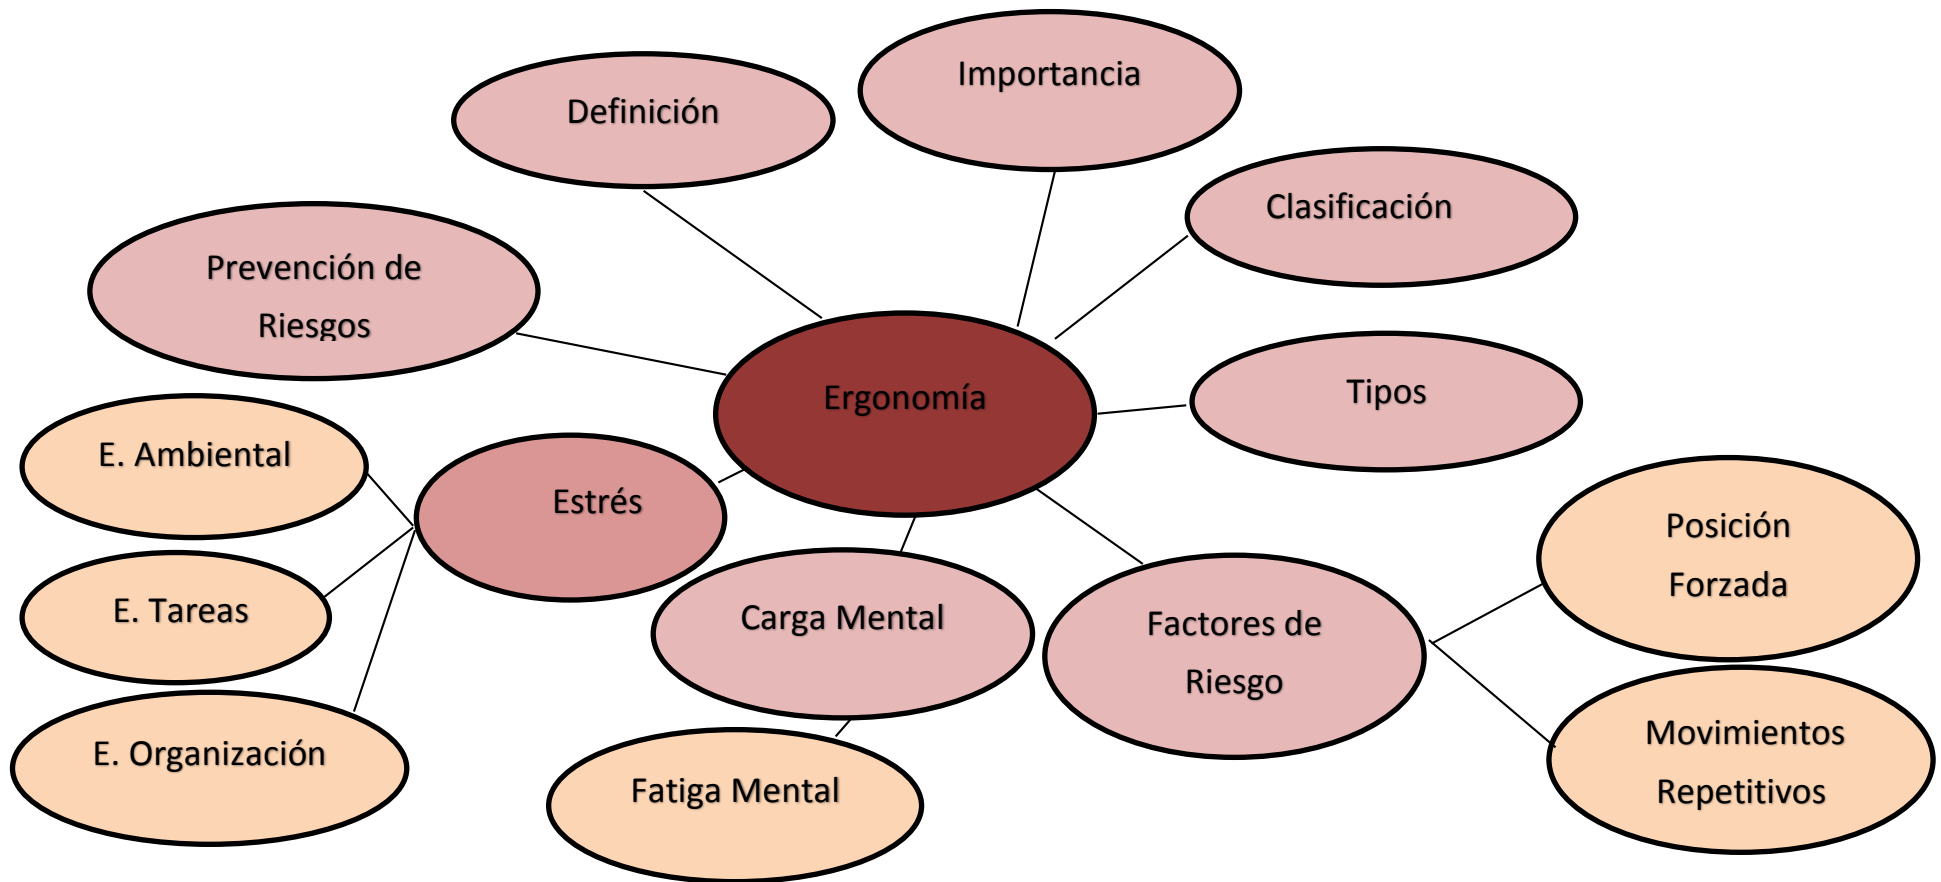 Importancia
Definición
Clasificación
Prevención de
Riesgos
Ergonomía
Tipos
E. Ambiental
Estrés
Posición
Forzada
E. Tareas
Carga Mental
Factores de
Riesgo
E. Organización
Movimientos
Repetitivos
Fatiga Mental